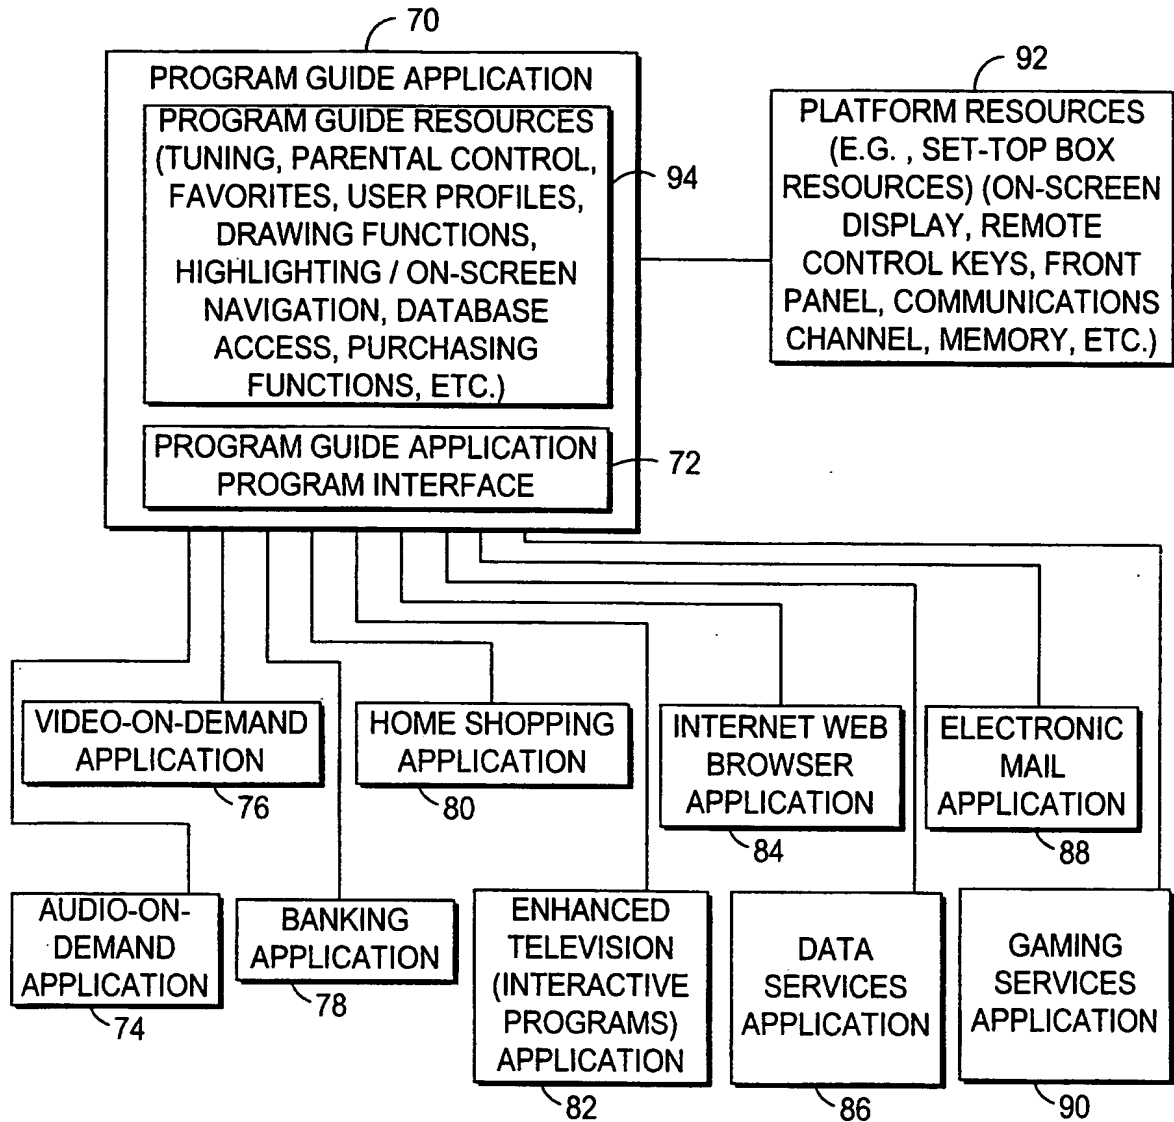 70
PROGRAM GUIDE APPLICATION
PROGRAM GUIDE RESOURCES
(TUNING, PARENTAL CONTROL,
FAVORITES, USER PROFILES,
DRAWING FUNCTIONS,
HIGHLIGHTING / ON-SCREEN
NAVIGATION, DATABASE
ACCESS, PURCHASING
FUNCTIONS, ETC.)
94
PROGRAM GUIDE APPLICATION
PROGRAM INTERFACE
72
92
PLATFORM RESOURCES
(E.G. , SET-TOP BOX
RESOURCES) (ON-SCREEN
DISPLAY, REMOTE
CONTROL KEYS, FRONT
PANEL, COMMUNICATIONS
CHANNEL, MEMORY, ETC.)
VIDEO-ON-DEMAND
APPLICATION
76
HOME SHOPPING
APPLICATION
80
INTERNET WEB
BROWSER
APPLICATION
84
ELECTRONIC
MAIL
APPLICATION
88
AUDIO-ON-
DEMAND
APPLICATION
74
BANKING
APPLICATION
78
ENHANCED
TELEVISION
(INTERACTIVE
PROGRAMS)
APPLICATION
82
DATA
SERVICES
APPLICATION
86
GAMING
SERVICES
APPLICATION
90